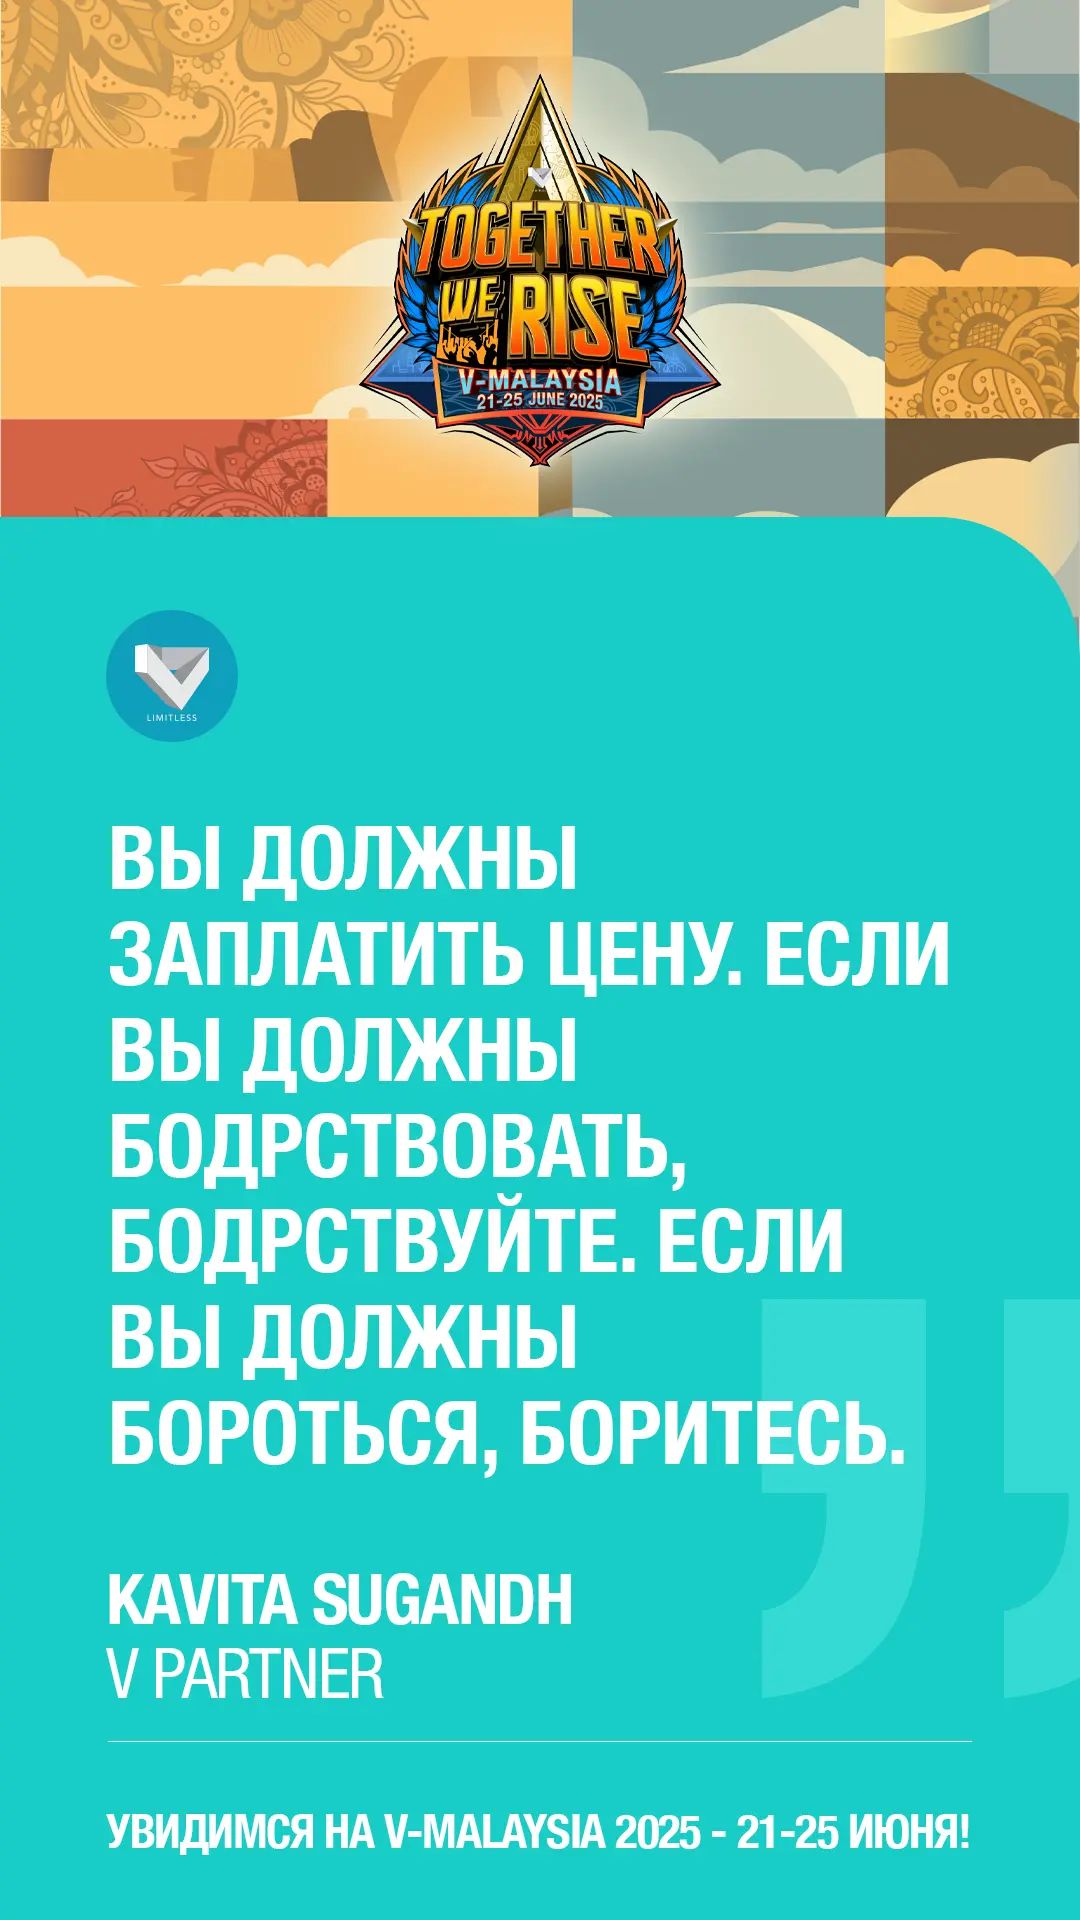 TOGETHER
WE RISE
V-MALAYSIA
21-25 JUNE 2025
LIMITLESS
ВЫ ДОЛЖНЫ
ЗАПЛАТИТЬ ЦЕНУ. ЕСЛИ
ВЫ ДОЛЖНЫ
БОДРСТВОВАТЬ,
БОДРСТВУЙТЕ. ЕСЛИ
ВЫ ДОЛЖНЫ
БОРОТЬСЯ, БОРИТЕСЬ.
KAVITA SUGANDH
V PARTNER
УВИДИМСЯ НА V-MALAYSIA 2025 - 21-25 ИЮНЯ!